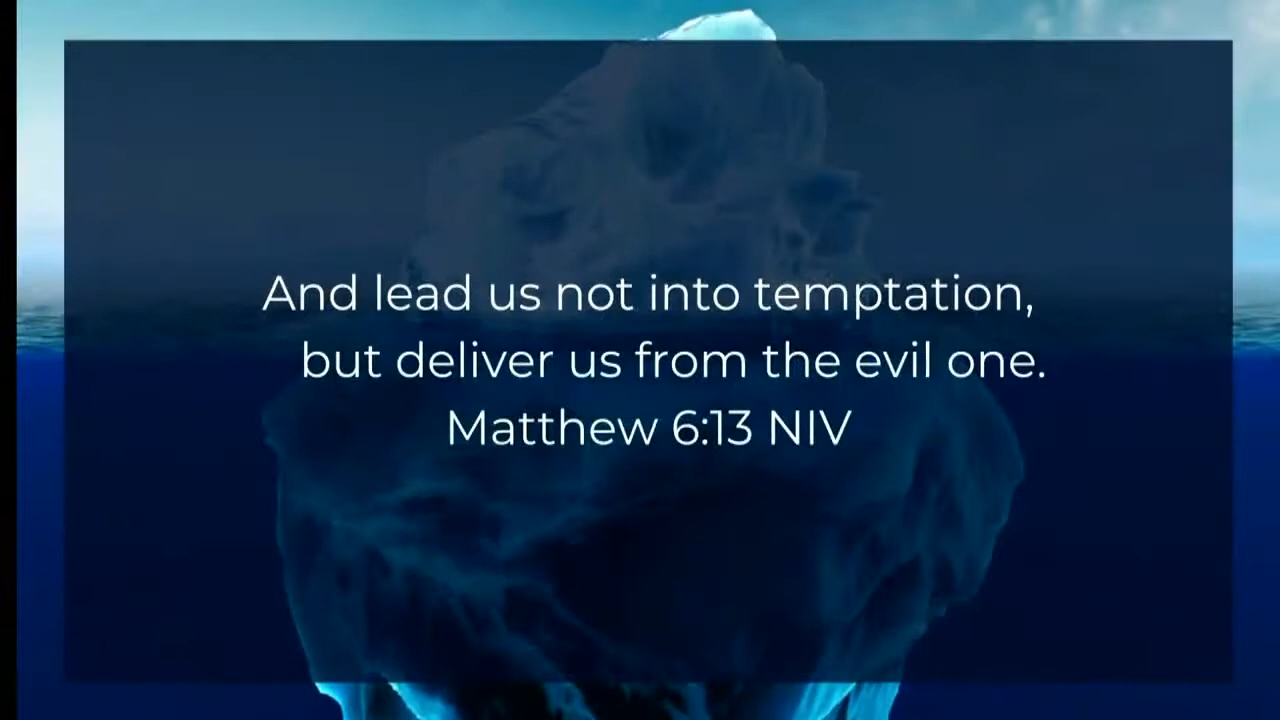 And lead us not into temptation,
but deliver us from the evil one.
Matthew 6:13 NIV